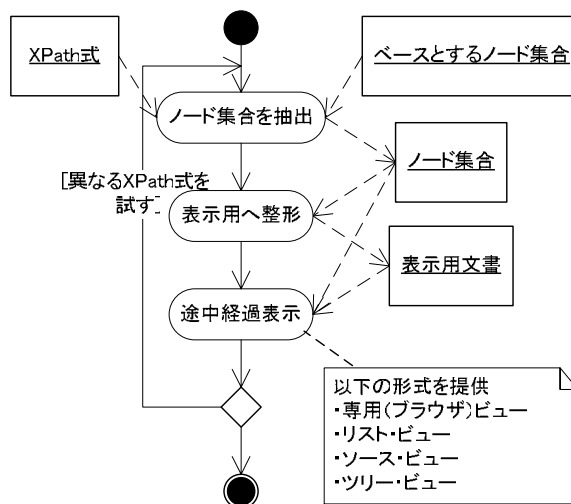 XPath式
ベースとするノード集合
ノード集合を抽出
ノード集合
[異なるXPath式を
試す]
表示用へ整形
表示用文書
途中経過表示
以下の形式を提供
・専用(ブラウザ)ビュー
・リスト・ビュー
・ソース・ビュー
・ツリー・ビュー